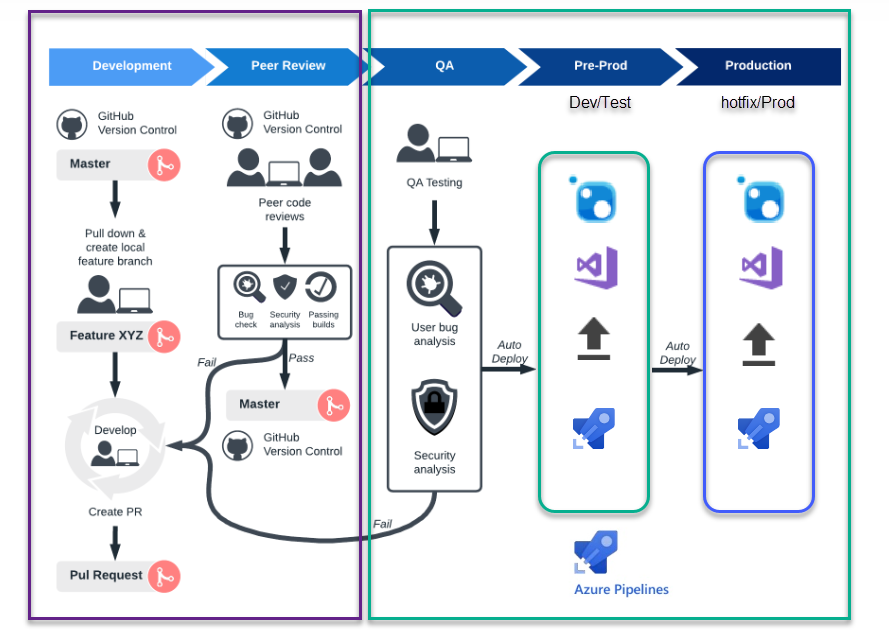 Development
Peer Review
QA
Pre-Prod
Production
Dev/Test
hotfix/Prod
GitHub
Version Control
Master
Pull down &
create local
feature branch
Feature XYZ
Develop
Create PR
Pul Request
GitHub
Version Control
Peer code
reviews
Bug
check
Security
analysis
Passing
builds
Fail
Pass
Master
GitHub
Version Control
QA Testing
User bug
analysis
Security
analysis
Fail
Auto
Deploy
Auto
Deploy
Azure Pipelines